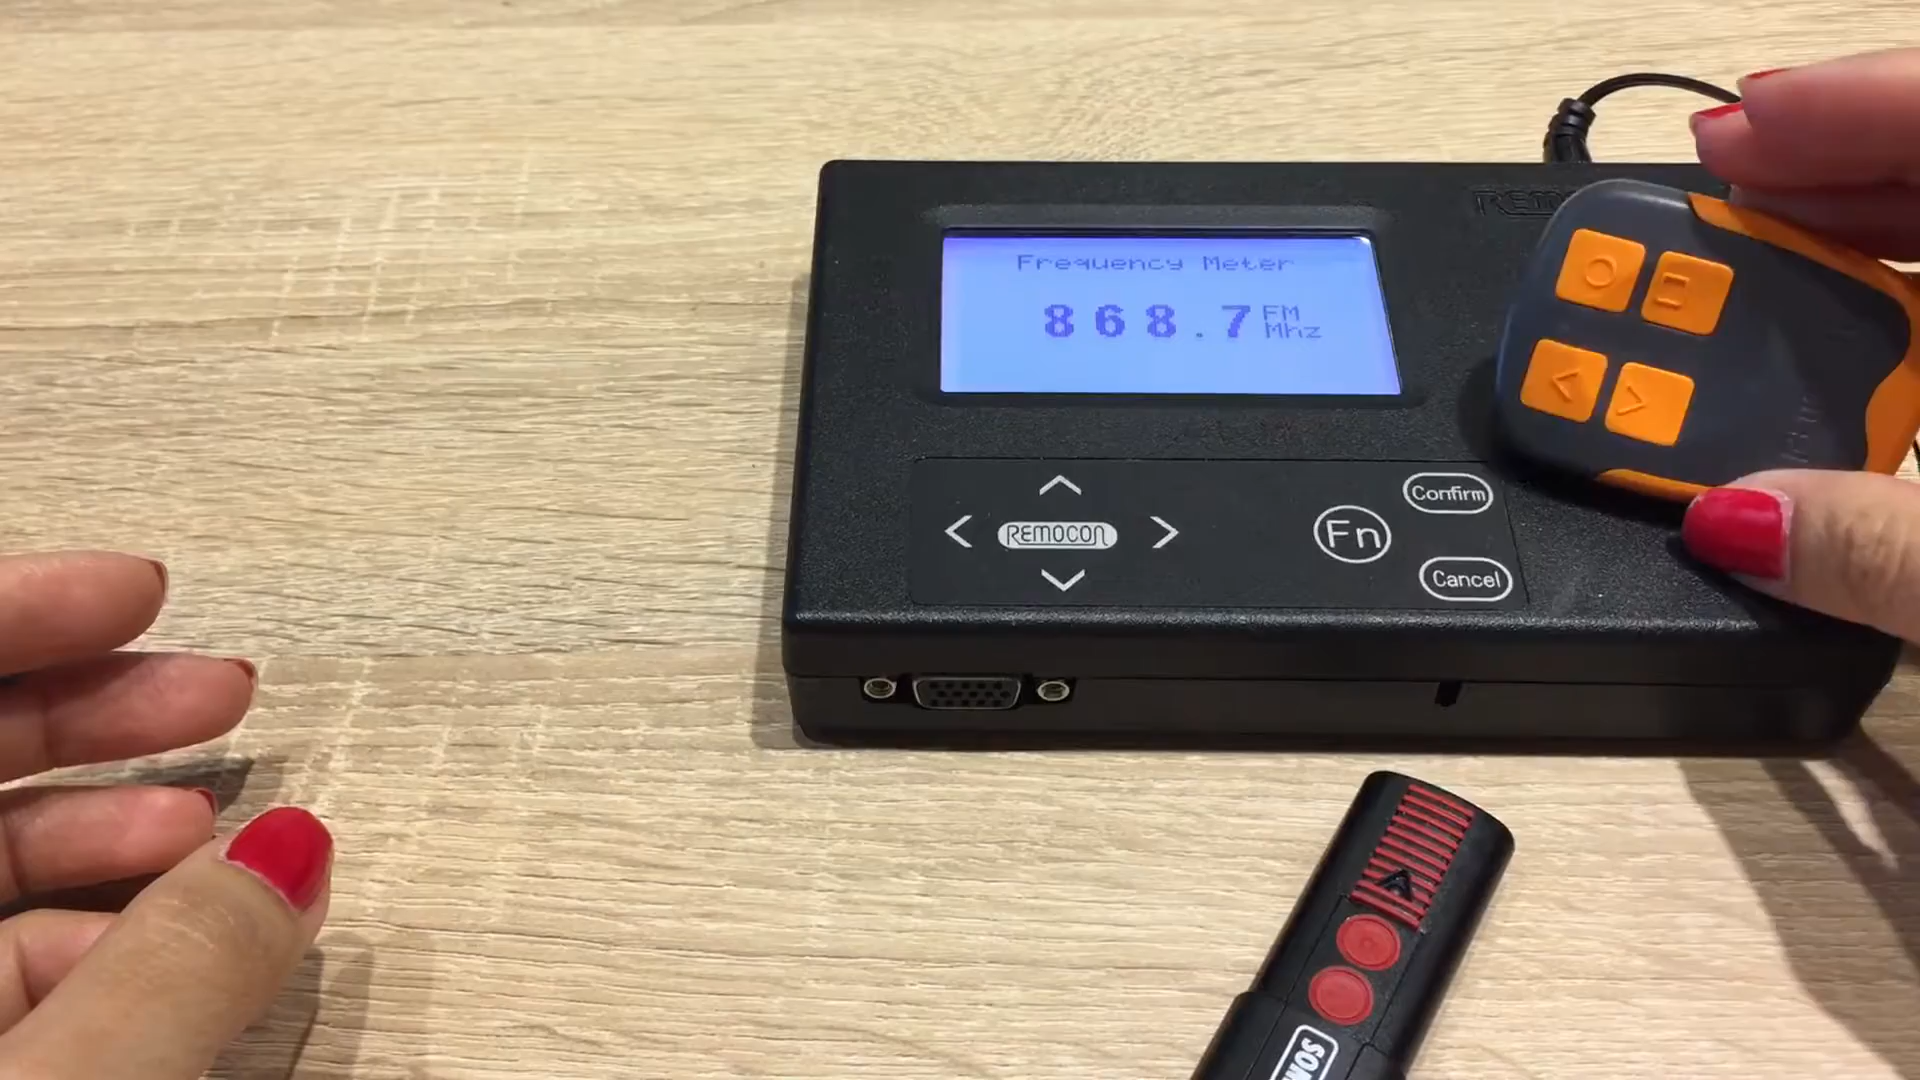 Frequency Meter
868.7 FM
Mhz
REMOCON
Fn
Confirm
Cancel